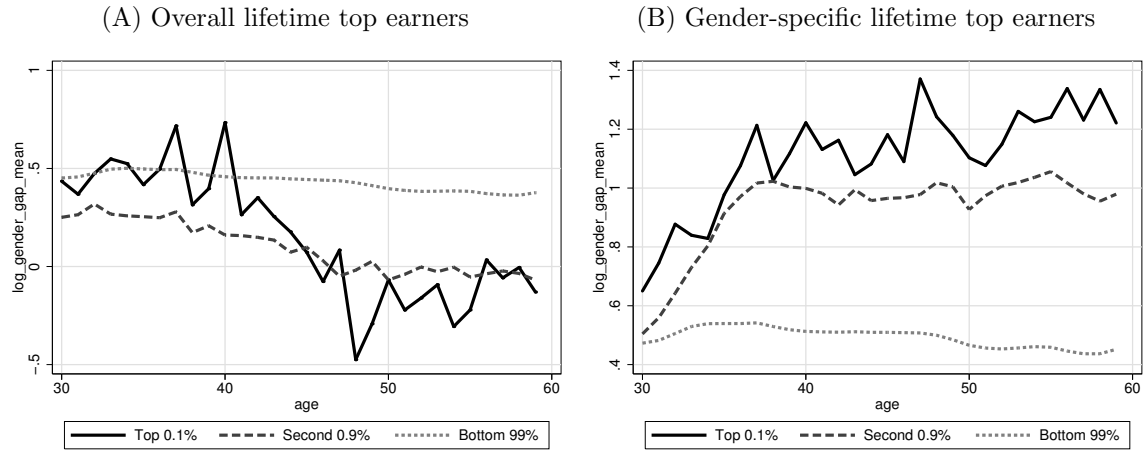 (A) Overall lifetime top earners
log_gender_gap_mean
1
.5
0
-.5
30
40
50
60
age
Top 0.1%
Second 0.9%
Bottom 99%
(B) Gender-specific lifetime top earners
log_gender_gap_mean
1.4
1.2
1
.8
.6
.4
30
40
50
60
age
Top 0.1%
Second 0.9%
Bottom 99%